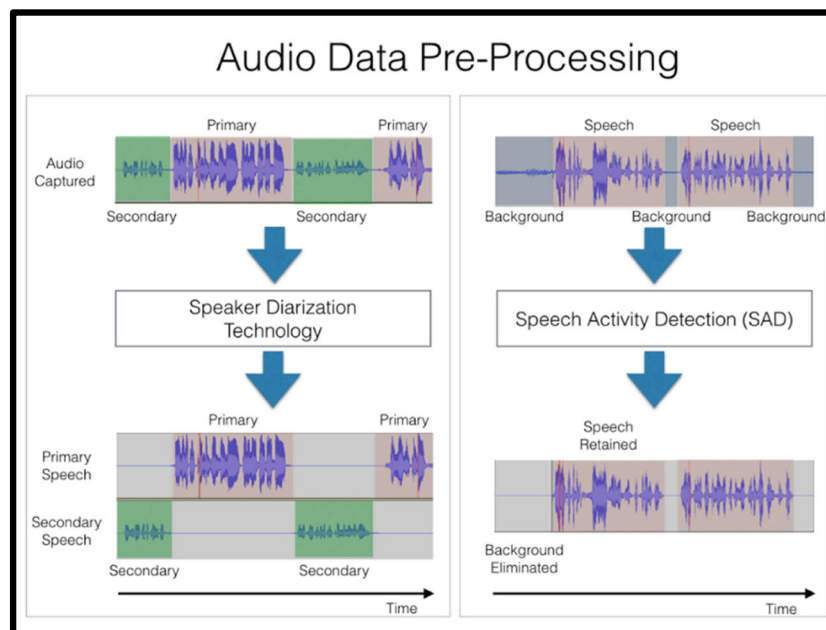 Audio Data Pre-Processing
Primary
Primary
Audio
Captured
Secondary
Secondary
Speaker Diarization
Technology
Primary
Primary
Primary
Speech
Secondary
Speech
Secondary
Secondary
Time
Speech
Speech
Background
Background
Background
Speech Activity Detection (SAD)
Speech
Retained
Background
Eliminated
Time